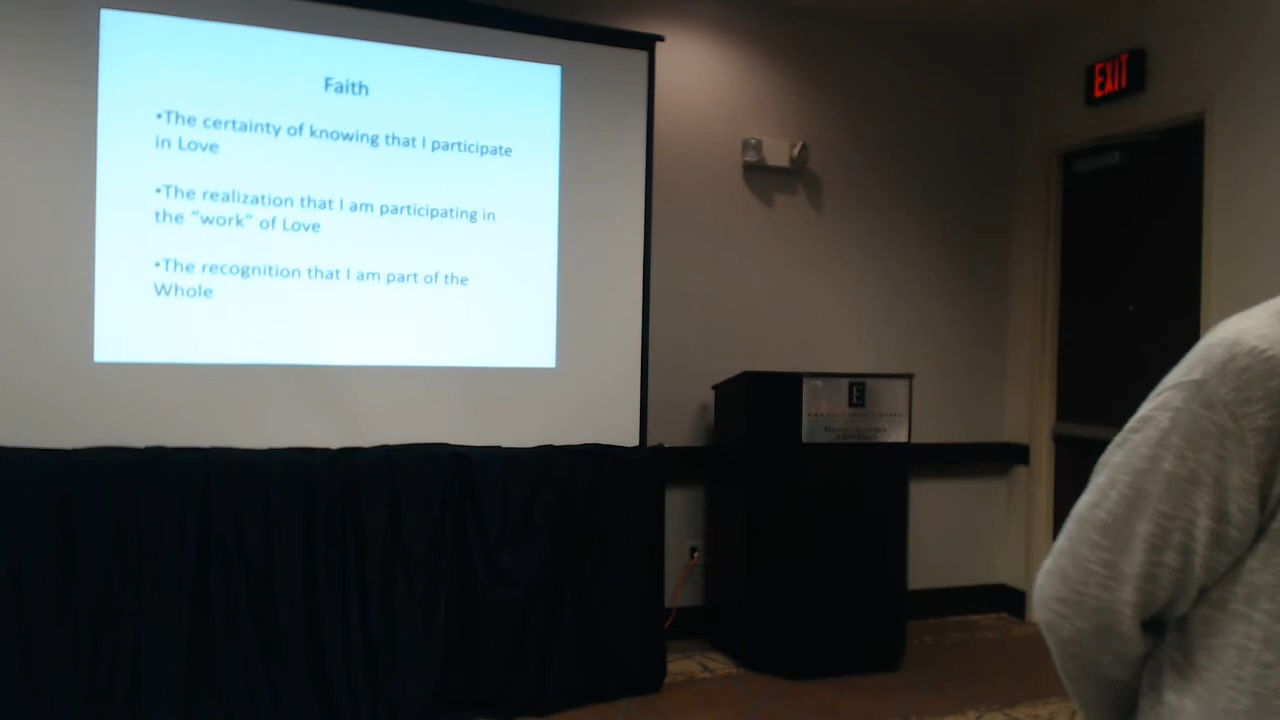 Faith
•The certainty of knowing that I participate
in Love
•The realization that I am participating in
the "work" of Love
•The recognition that I am part of the
Whole
EXIT
E